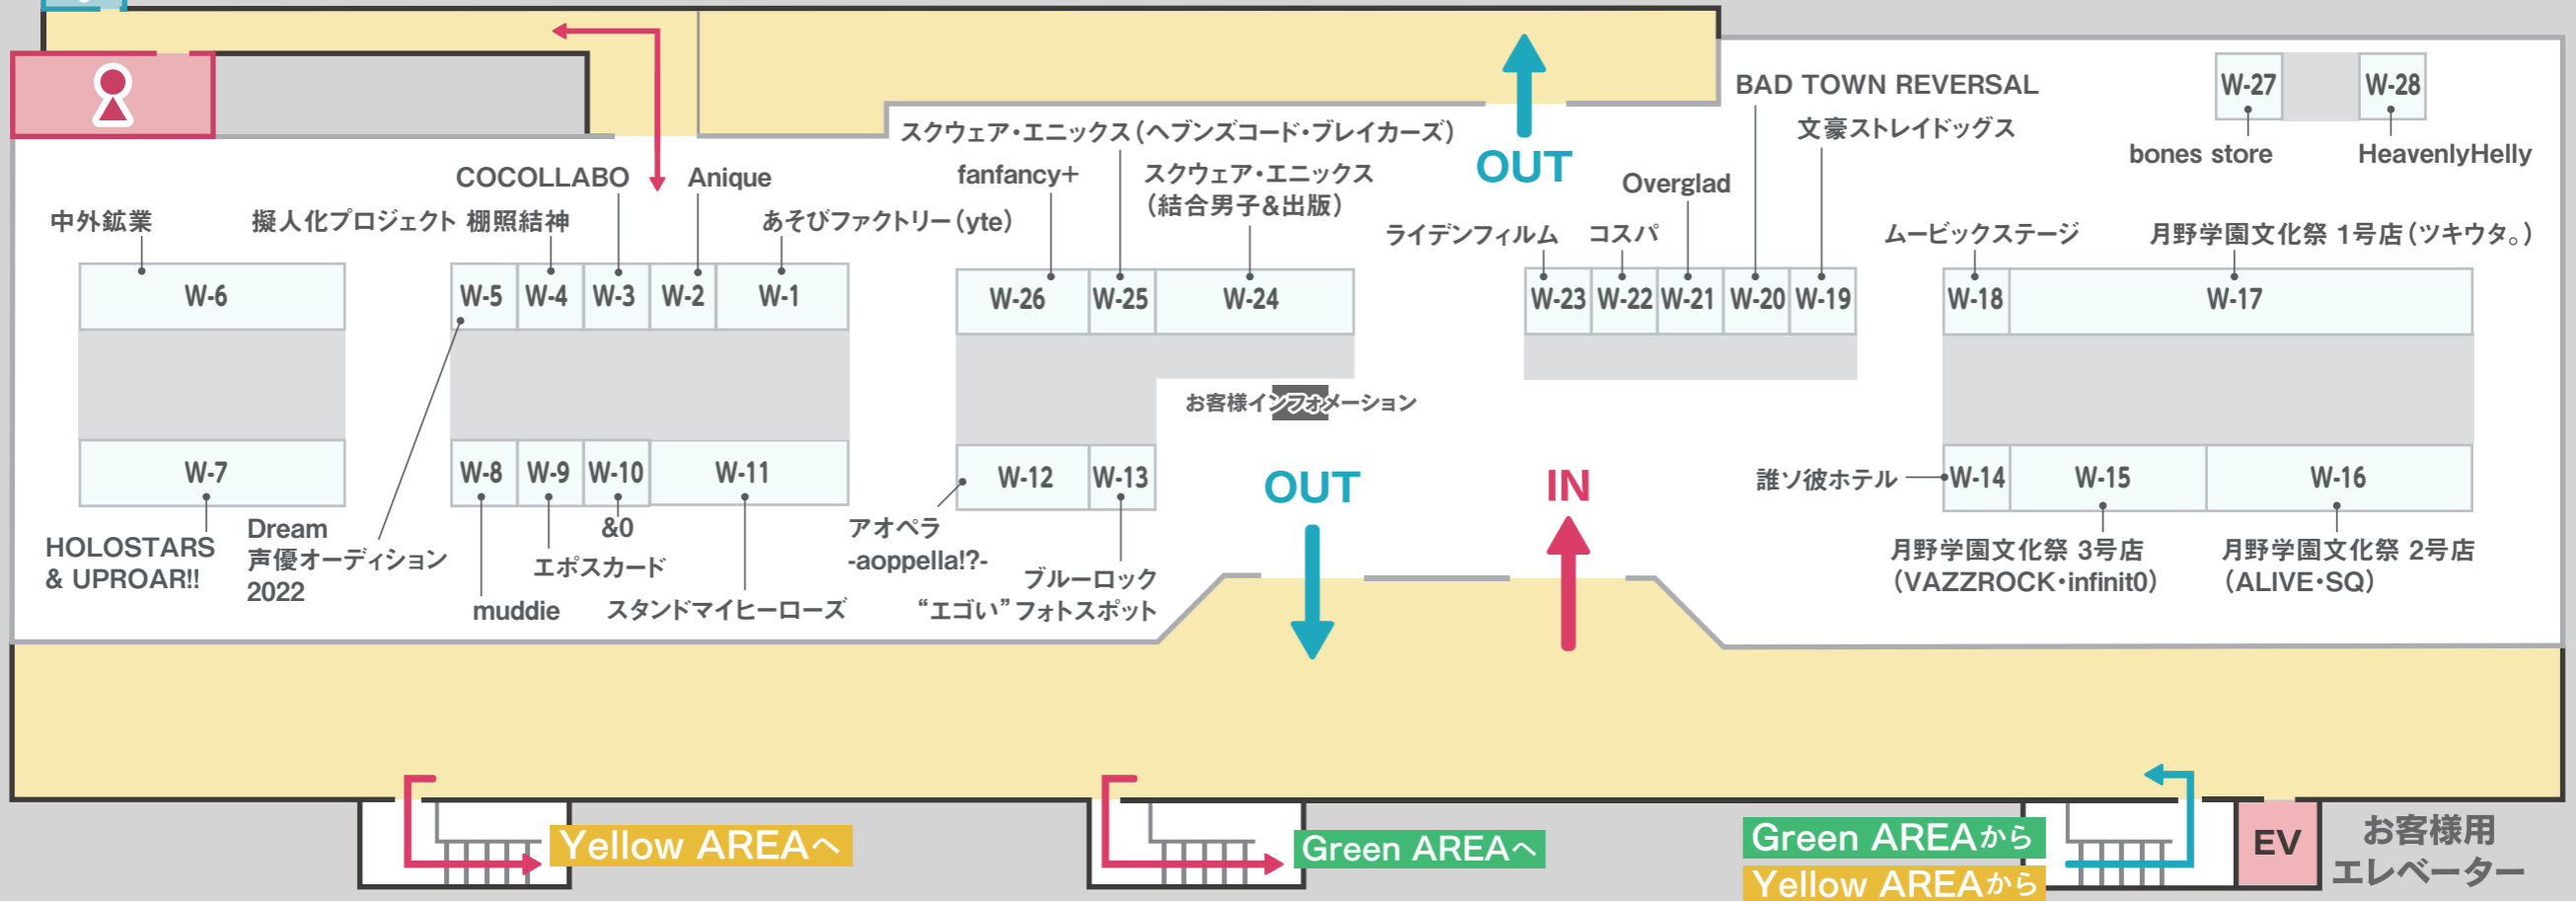 BAD TOWN REVERSAL
W-27
W-28
スクウェア・エニックス（ヘブンズコード・ブレイカーズ）
文豪ストレイドッグス
OUT
bones store
HeavenlyHelly
COCOLLABO
Anique
fanfancy+
スクウェア・エニックス
（結合男子&出版）
Overglad
中外鉱業
擬人化プロジェクト 棚照結神
あそびファクトリー（yte）
ライデンフィルム
コスパ
ムービックステージ
月野学園文化祭 1号店（ツキウタ。）
W-6
W-5
W-4
W-3
W-2
W-1
W-26
W-25
W-24
W-23
W-22
W-21
W-20
W-19
W-18
W-17
お客様インフォメーション
W-7
W-8
W-9
W-10
W-11
W-12
W-13
OUT
IN
誰ソ彼ホテル
W-14
W-15
W-16
HOLOSTARS
& UPROAR!!
Dream
声優オーディション
2022
&0
エポスカード
muddie
スタンドマイヒーローズ
アオペラ
-aoppella!?-
ブルーロック
“エゴい”フォトスポット
月野学園文化祭 3号店
（VAZZROCK・infinit0）
月野学園文化祭 2号店
（ALIVE・SQ）
Yellow AREAへ
Green AREAへ
Green AREAから
Yellow AREAから
EV
お客様用
エレベーター